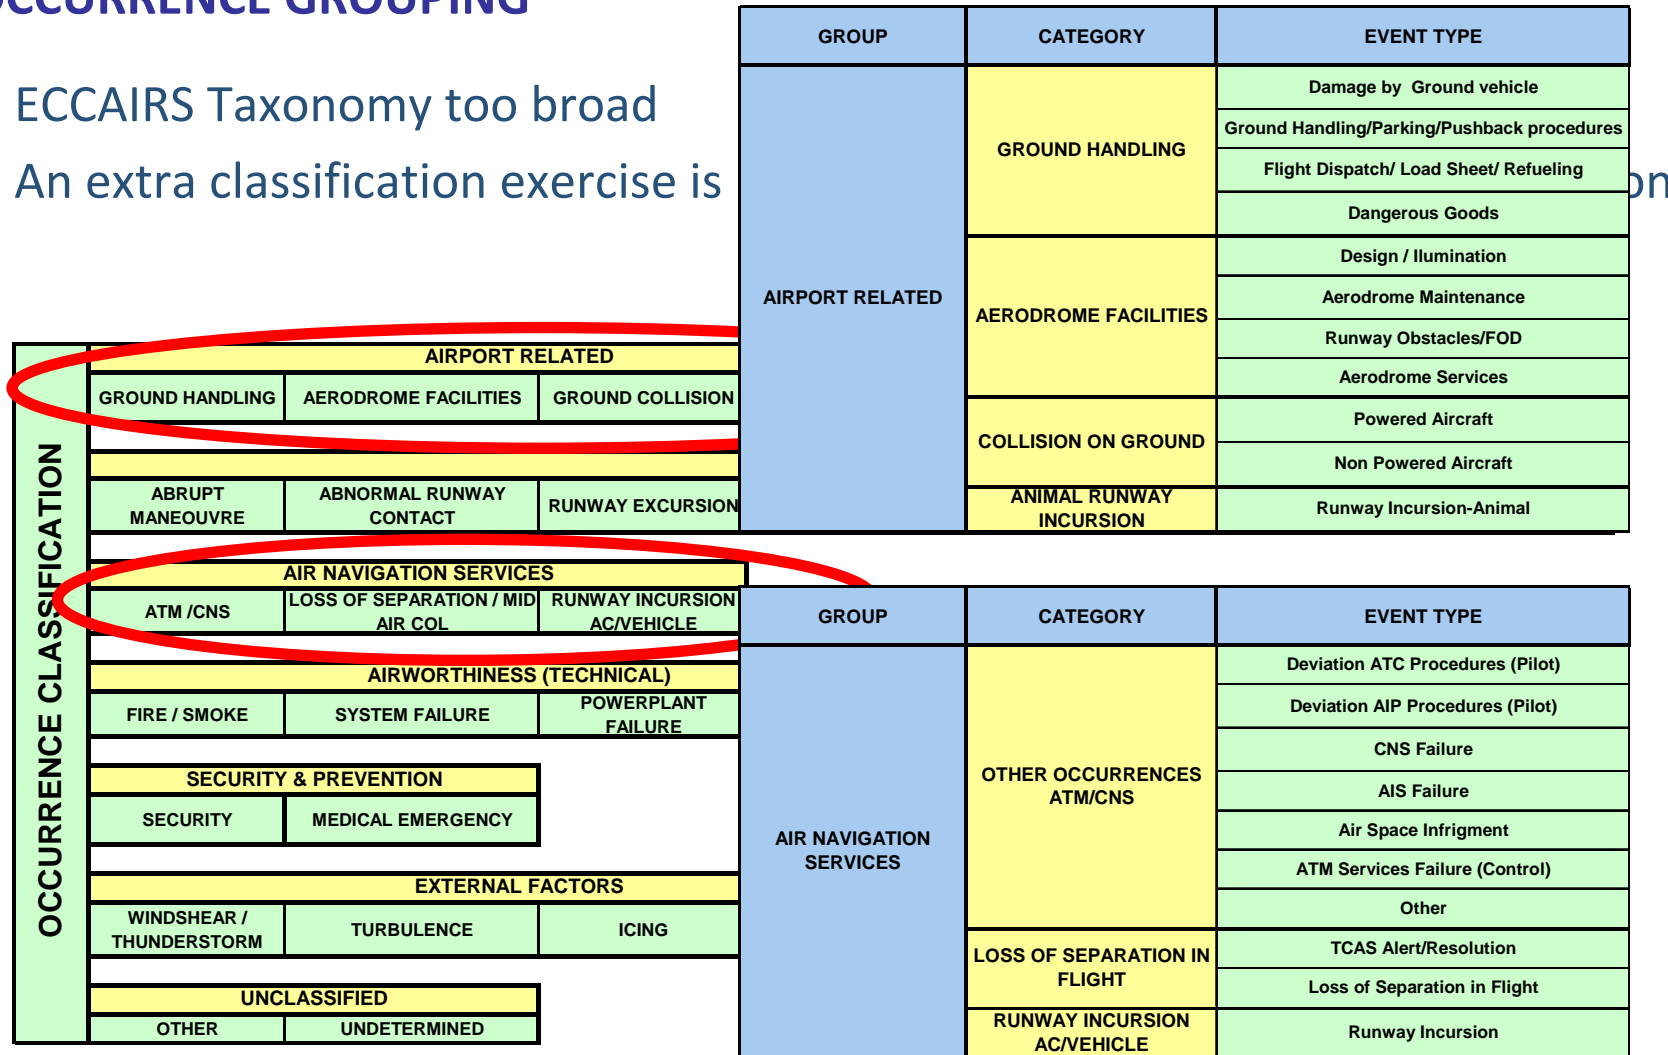 OCCURRENCE GROUPING
ECCAIRS Taxonomy too broad
An extra classification exercise is
on
OCCURRENCE CLASSIFICATION
AIRPORT RELATED
GROUND HANDLING
AERODROME FACILITIES
GROUND COLLISION
ABRUPT
MANEOUVRE
ABNORMAL RUNWAY
CONTACT
RUNWAY EXCURSION
AIR NAVIGATION SERVICES
ATM /CNS
LOSS OF SEPARATION / MID
AIR COL
RUNWAY INCURSION
AC/VEHICLE
AIRWORTHINESS (TECHNICAL)
FIRE / SMOKE
SYSTEM FAILURE
POWERPLANT
FAILURE
SECURITY & PREVENTION
SECURITY
MEDICAL EMERGENCY
EXTERNAL FACTORS
WINDSHEAR /
THUNDERSTORM
TURBULENCE
ICING
UNCLASSIFIED
OTHER
UNDETERMINED
GROUP
CATEGORY
EVENT TYPE
AIRPORT RELATED
GROUND HANDLING
Damage by  Ground vehicle
Ground Handling/Parking/Pushback procedures
Flight Dispatch/ Load Sheet/ Refueling
Dangerous Goods
AERODROME FACILITIES
Design / Ilumination
Aerodrome Maintenance
Runway Obstacles/FOD
Aerodrome Services
COLLISION ON GROUND
Powered Aircraft
Non Powered Aircraft
ANIMAL RUNWAY
INCURSION
Runway Incursion-Animal
GROUP
CATEGORY
EVENT TYPE
AIR NAVIGATION
SERVICES
OTHER OCCURRENCES
ATM/CNS
Deviation ATC Procedures (Pilot)
Deviation AIP Procedures (Pilot)
CNS Failure
AIS Failure
Air Space Infrigment
ATM Services Failure (Control)
Other
LOSS OF SEPARATION IN
FLIGHT
TCAS Alert/Resolution
Loss of Separation in Flight
RUNWAY INCURSION
AC/VEHICLE
Runway Incursion